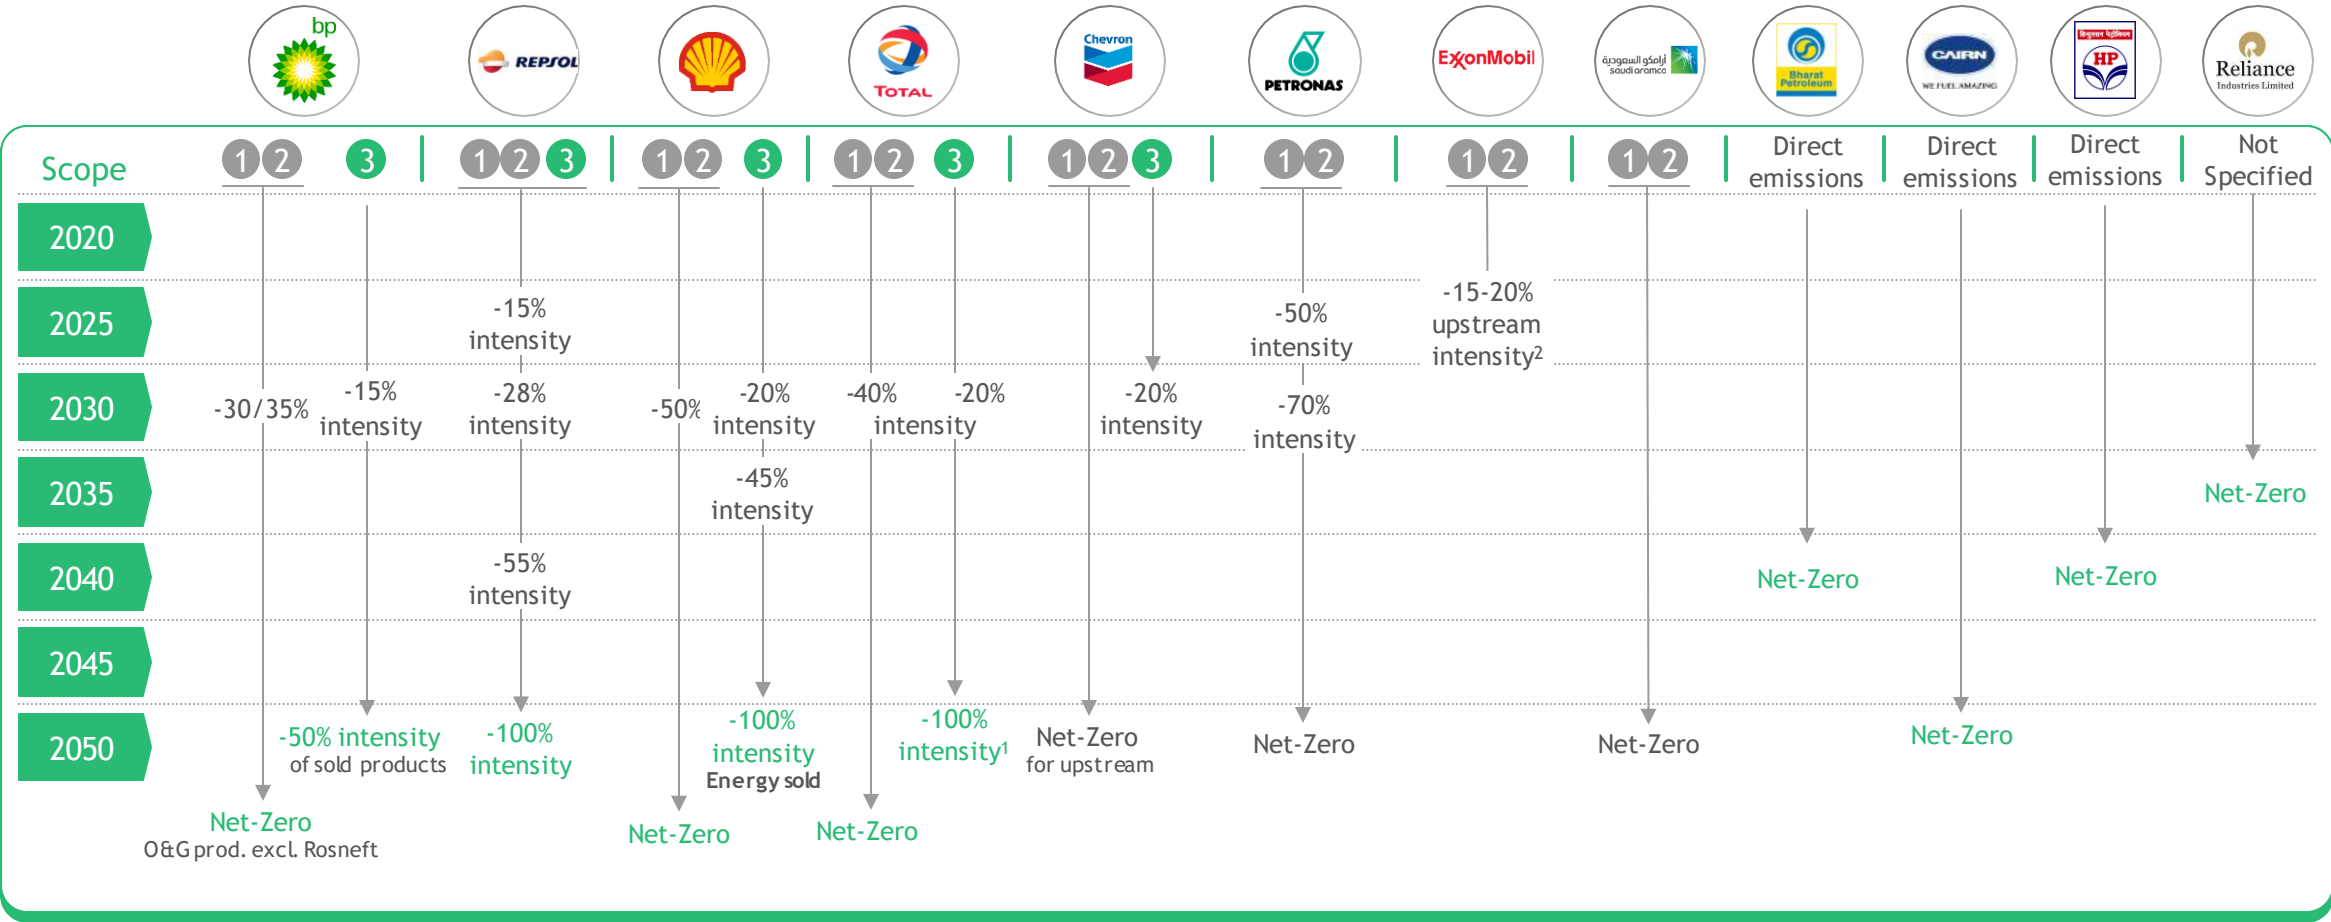 bp
REPSOL
TOTAL
Chevron
PETRONAS
ExxonMobil
أرامكو السعودية
saudi aramco
Bharat
Petroleum
CAIRN
WE FUEL AMAZING
हिन्दुस्तान पेट्रोलियम
HP
Reliance
Industries Limited
Scope
1 2 3
1 2 3
1 2 3
1 2 3
1 2 3
1 2
1 2
1 2
Direct
emissions
Direct
emissions
Direct
emissions
Not
Specified
2020
2025
-15%
intensity
-50%
intensity
-15-20%
upstream
intensity2
2030
-30/35%
-15%
intensity
-28%
intensity
-50%
-20%
intensity
-40% -20%
intensity
-20%
intensity
-70%
intensity
2035
-45%
intensity
Net-Zero
2040
-55%
intensity
Net-Zero
Net-Zero
2045
2050
-50% intensity
of sold products
-100%
intensity
-100%
intensity
Energy sold
-100%
intensity1
Net-Zero
for upstream
Net-Zero
Net-Zero
Net-Zero
Net-Zero
O&G prod. excl. Rosneft
Net-Zero
Net-Zero